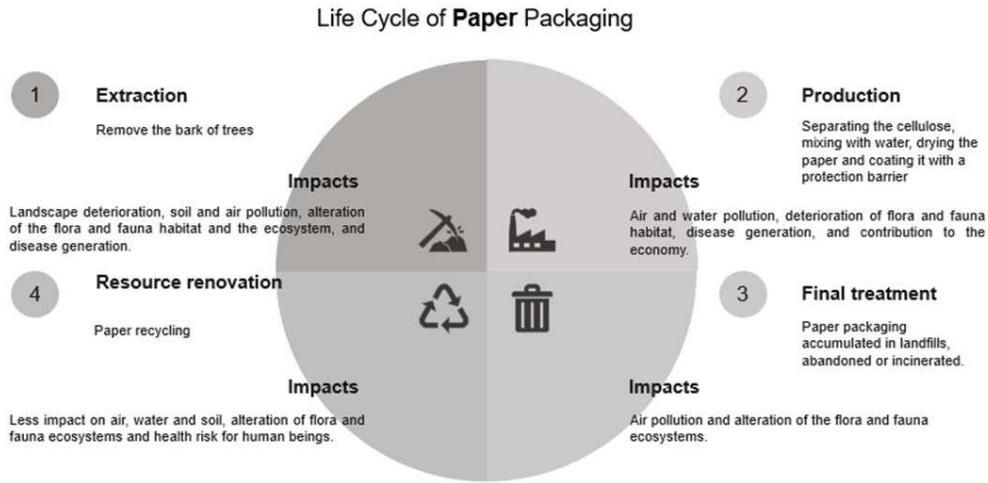 Life Cycle of Paper Packaging
1
Extraction
Remove the bark of trees
Impacts
Landscape deterioration, soil and air pollution, alteration
of the flora and fauna habitat and the ecosystem, and
disease generation.
2
Production
Separating the cellulose,
mixing with water, drying the
paper and coating it with a
protection barrier
Impacts
Air and water pollution, deterioration of flora and fauna
habitat, disease generation, and contribution to the
economy.
4
Resource renovation
Paper recycling
Impacts
Less impact on air, water and soil, alteration of flora and
fauna ecosystems and health risk for human beings.
3
Final treatment
Paper packaging
accumulated in landfills,
abandoned or incinerated.
Impacts
Air pollution and alteration of the flora and fauna
ecosystems.